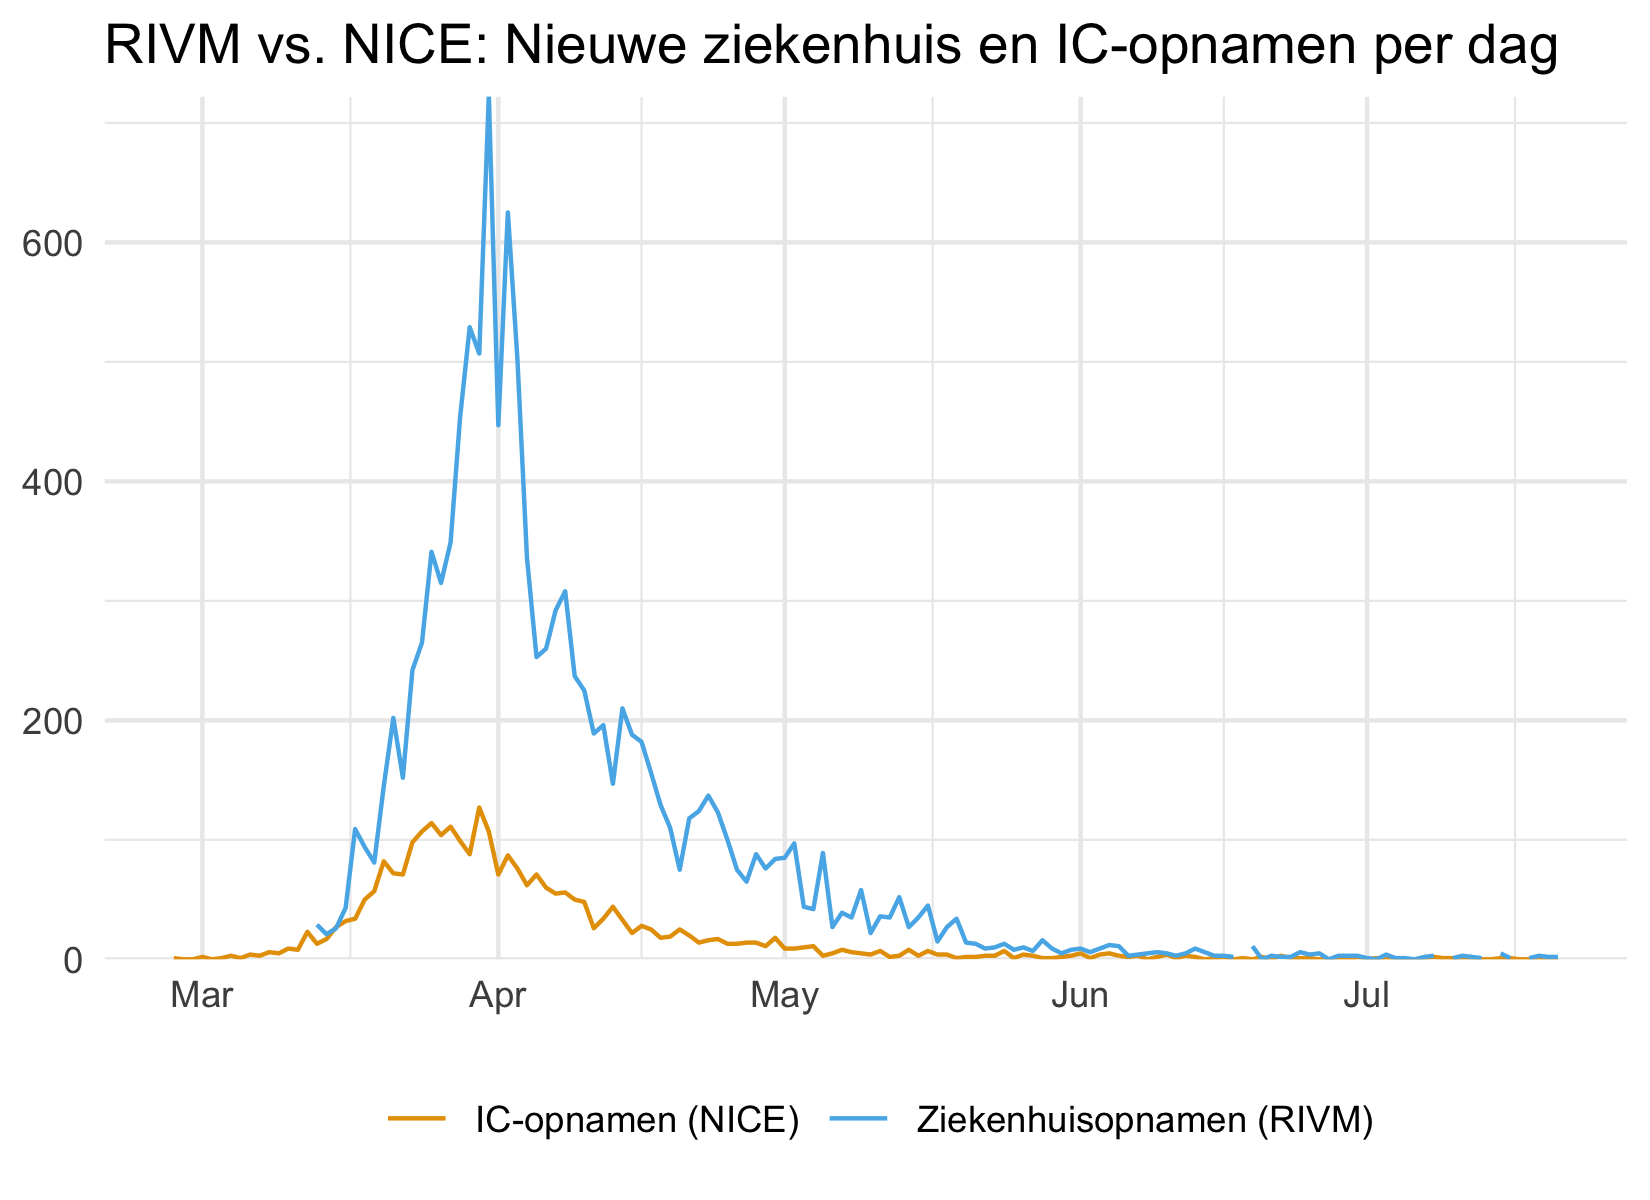 RIVM vs. NICE: Nieuwe ziekenhuis en IC-opnamen per dag
600
400
200
0
Mar Apr May Jun Jul
IC-opnamen (NICE) Ziekenhuisopnamen (RIVM)